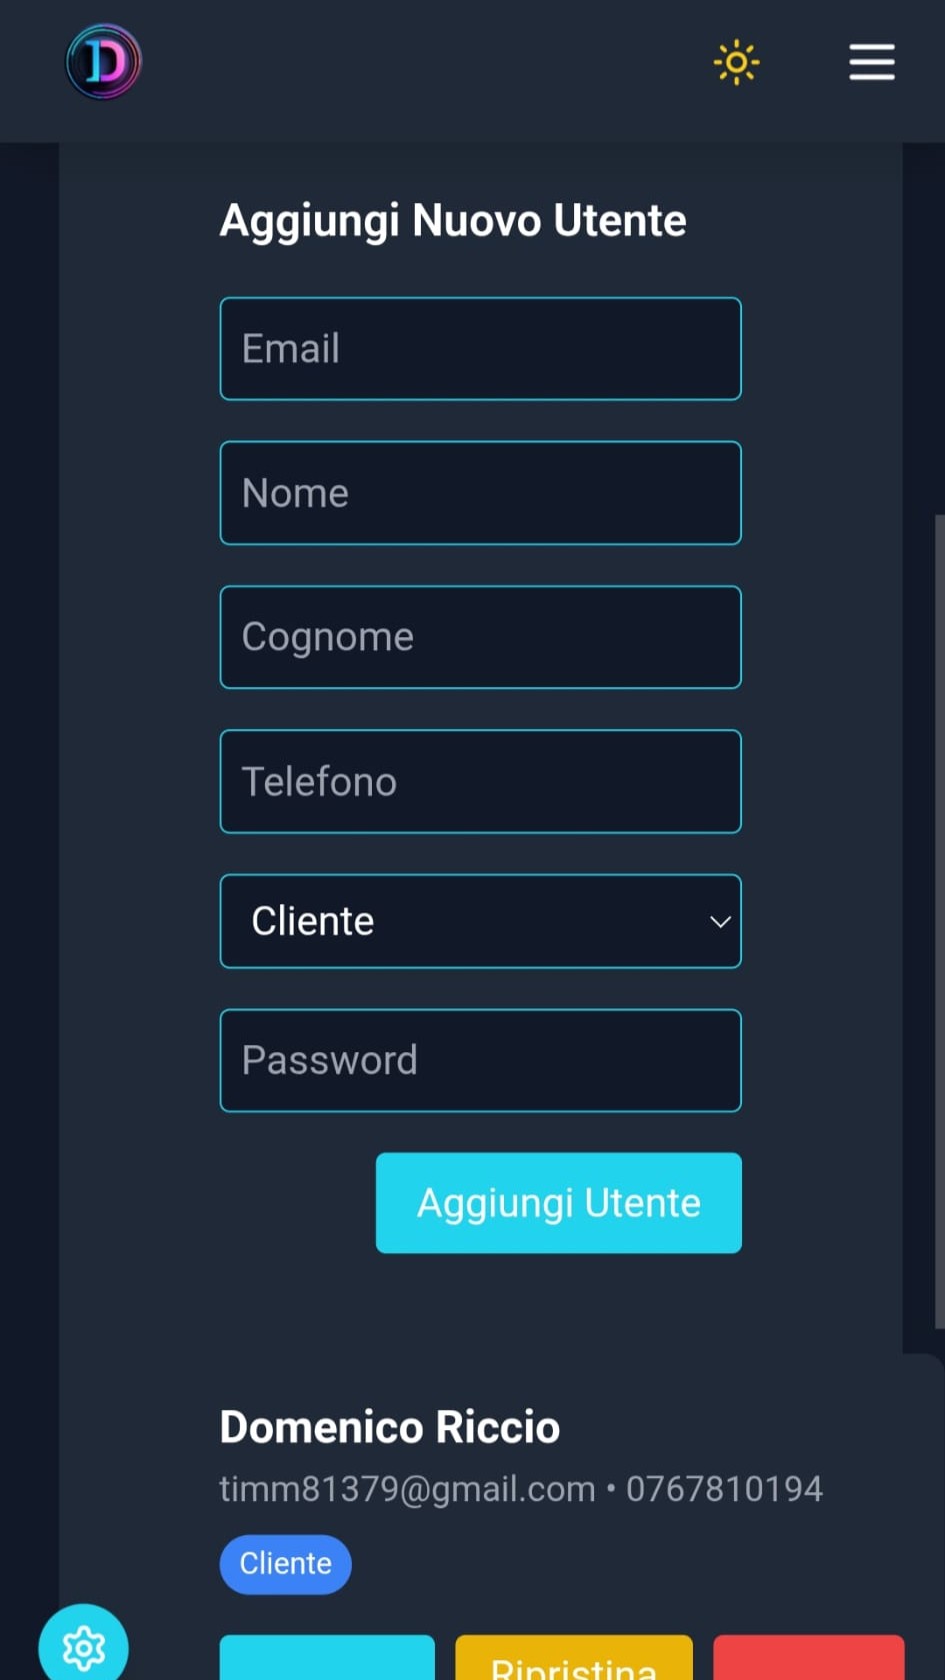 D
Aggiungi Nuovo Utente
Email
Nome
Cognome
Telefono
Cliente
Password
Aggiungi Utente
Domenico Riccio
timm81379@gmail.com • 0767810194
Cliente
Ripristina